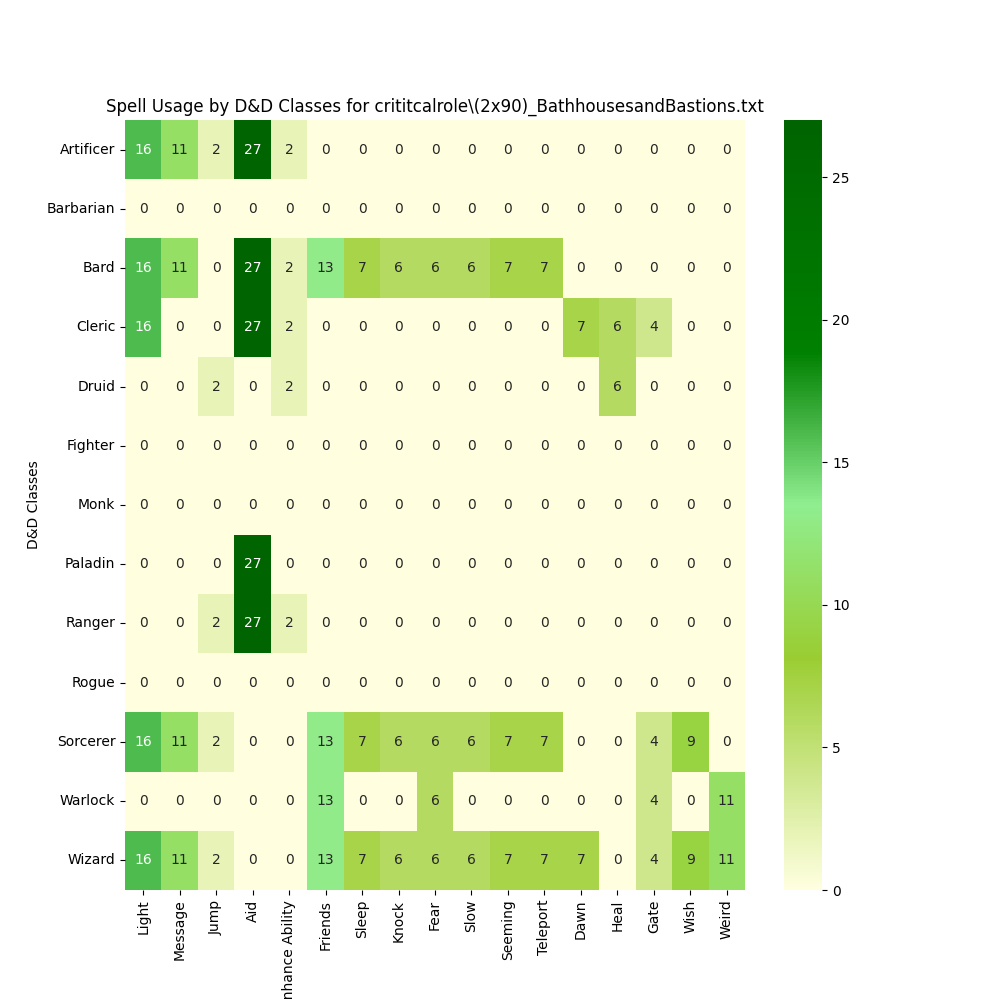 Spell Usage by D&D Classes for crititcalrole\(2x90)_BathhousesandBastions.txt
D&D Classes
Artificer 16 11 2 27 2 0 0 0 0 0 0 0 0 0 0 0 0
Barbarian 0 0 0 0 0 0 0 0 0 0 0 0 0 0 0 0 0
Bard 16 11 0 27 2 13 7 6 6 6 7 7 0 0 0 0 0
Cleric 16 0 0 27 2 0 0 0 0 0 0 0 7 6 4 0 0
Druid 0 0 2 0 2 0 0 0 0 0 0 0 0 6 0 0 0
Fighter 0 0 0 0 0 0 0 0 0 0 0 0 0 0 0 0 0
Monk 0 0 0 0 0 0 0 0 0 0 0 0 0 0 0 0 0
Paladin 0 0 0 27 0 0 0 0 0 0 0 0 0 0 0 0 0
Ranger 0 0 2 27 2 0 0 0 0 0 0 0 0 0 0 0 0
Rogue 0 0 0 0 0 0 0 0 0 0 0 0 0 0 0 0 0
Sorcerer 16 11 2 0 0 13 7 6 6 6 7 7 0 0 4 9 0
Warlock 0 0 0 0 0 13 0 0 6 0 0 0 0 0 4 0 11
Wizard 16 11 2 0 0 13 7 6 6 6 7 7 7 0 4 9 11
Light
Message
Jump
Aid
nhance Ability
Friends
Sleep
Knock
Fear
Slow
Seeming
Teleport
Dawn
Heal
Gate
Wish
Weird
25
20
15
10
5
0